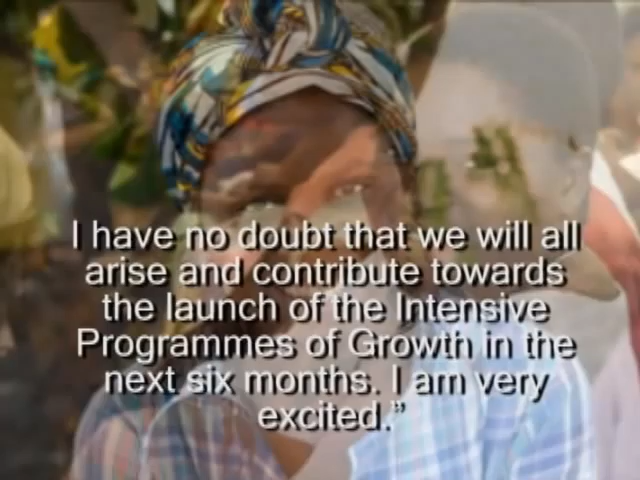 I have no doubt that we will all
arise and contribute towards
the launch of the Intensive
Programmes of Growth in the
next six months. I am very
excited.”